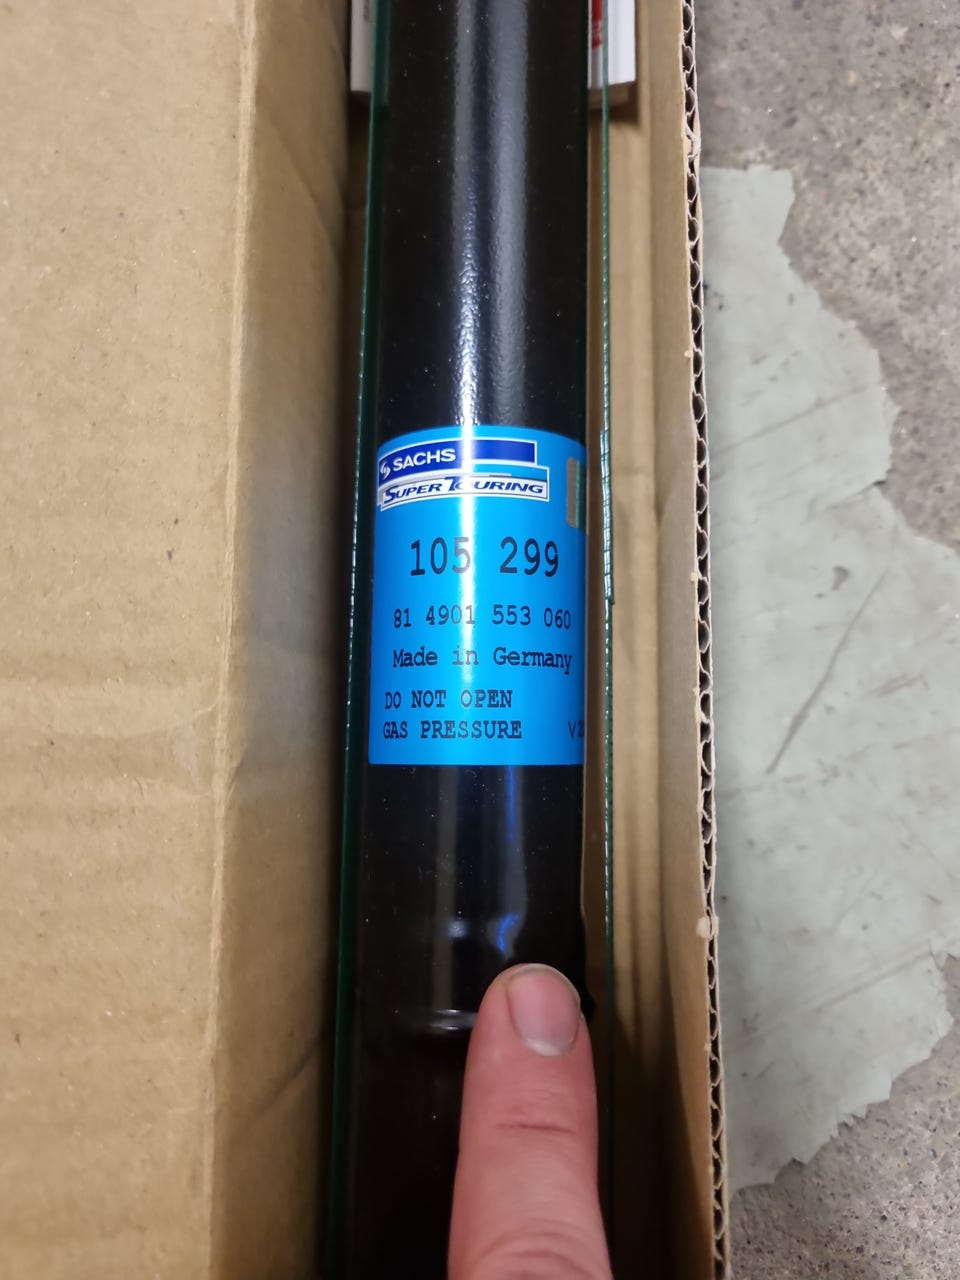 SACHS
SUPER TOURING
105 299
81 4901 553 060
Made in Germany
DO NOT OPEN
GAS PRESSURE